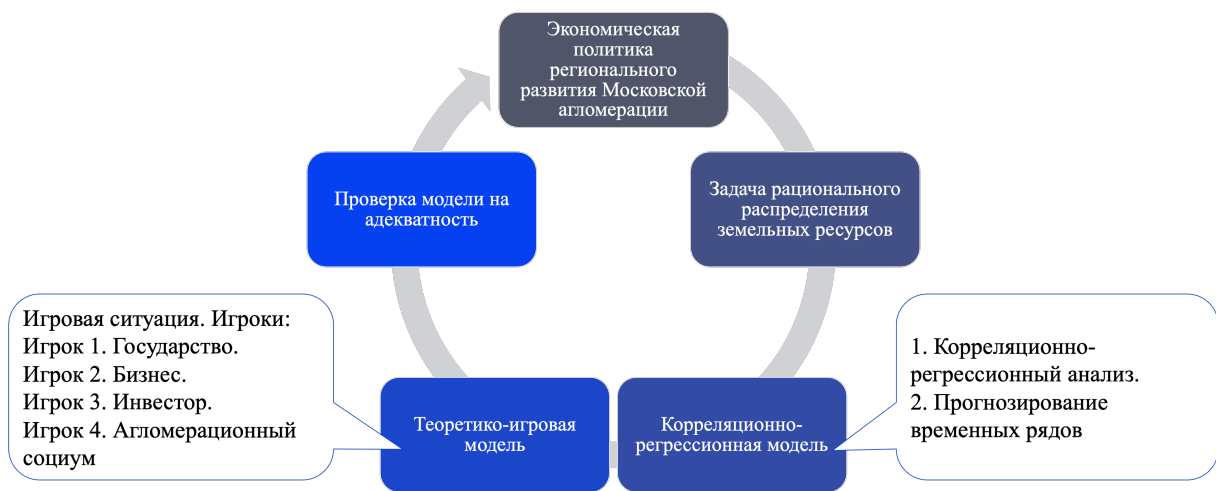 Экономическая
политика
регионального
развития Московской
агломерации
Задача рационального
распределения
земельных ресурсов
Корреляционно-
регрессионная модель
1. Корреляционно-
регрессионный анализ.
2. Прогнозирование
временных рядов
Теоретико-игровая
модель
Игровая ситуация. Игроки:
Игрок 1. Государство.
Игрок 2. Бизнес.
Игрок 3. Инвестор.
Игрок 4. Агломерационный
социум
Проверка модели на
адекватность